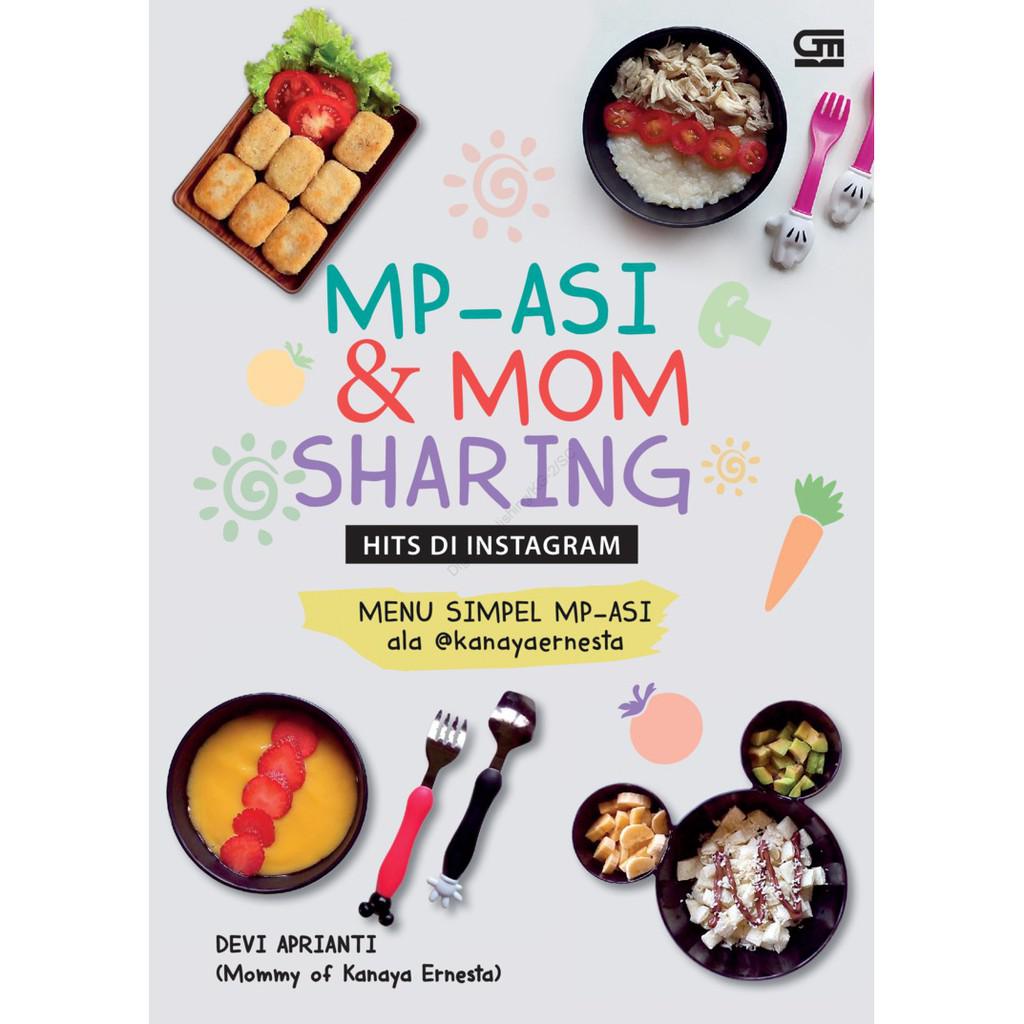 GM
MP-ASI
& MOM
SHARING
HITS DI INSTAGRAM
MENU SIMPEL MP-ASI
ala @kanayaernesta
DEVI APRIANTI
(Mommy of Kanaya Ernesta)